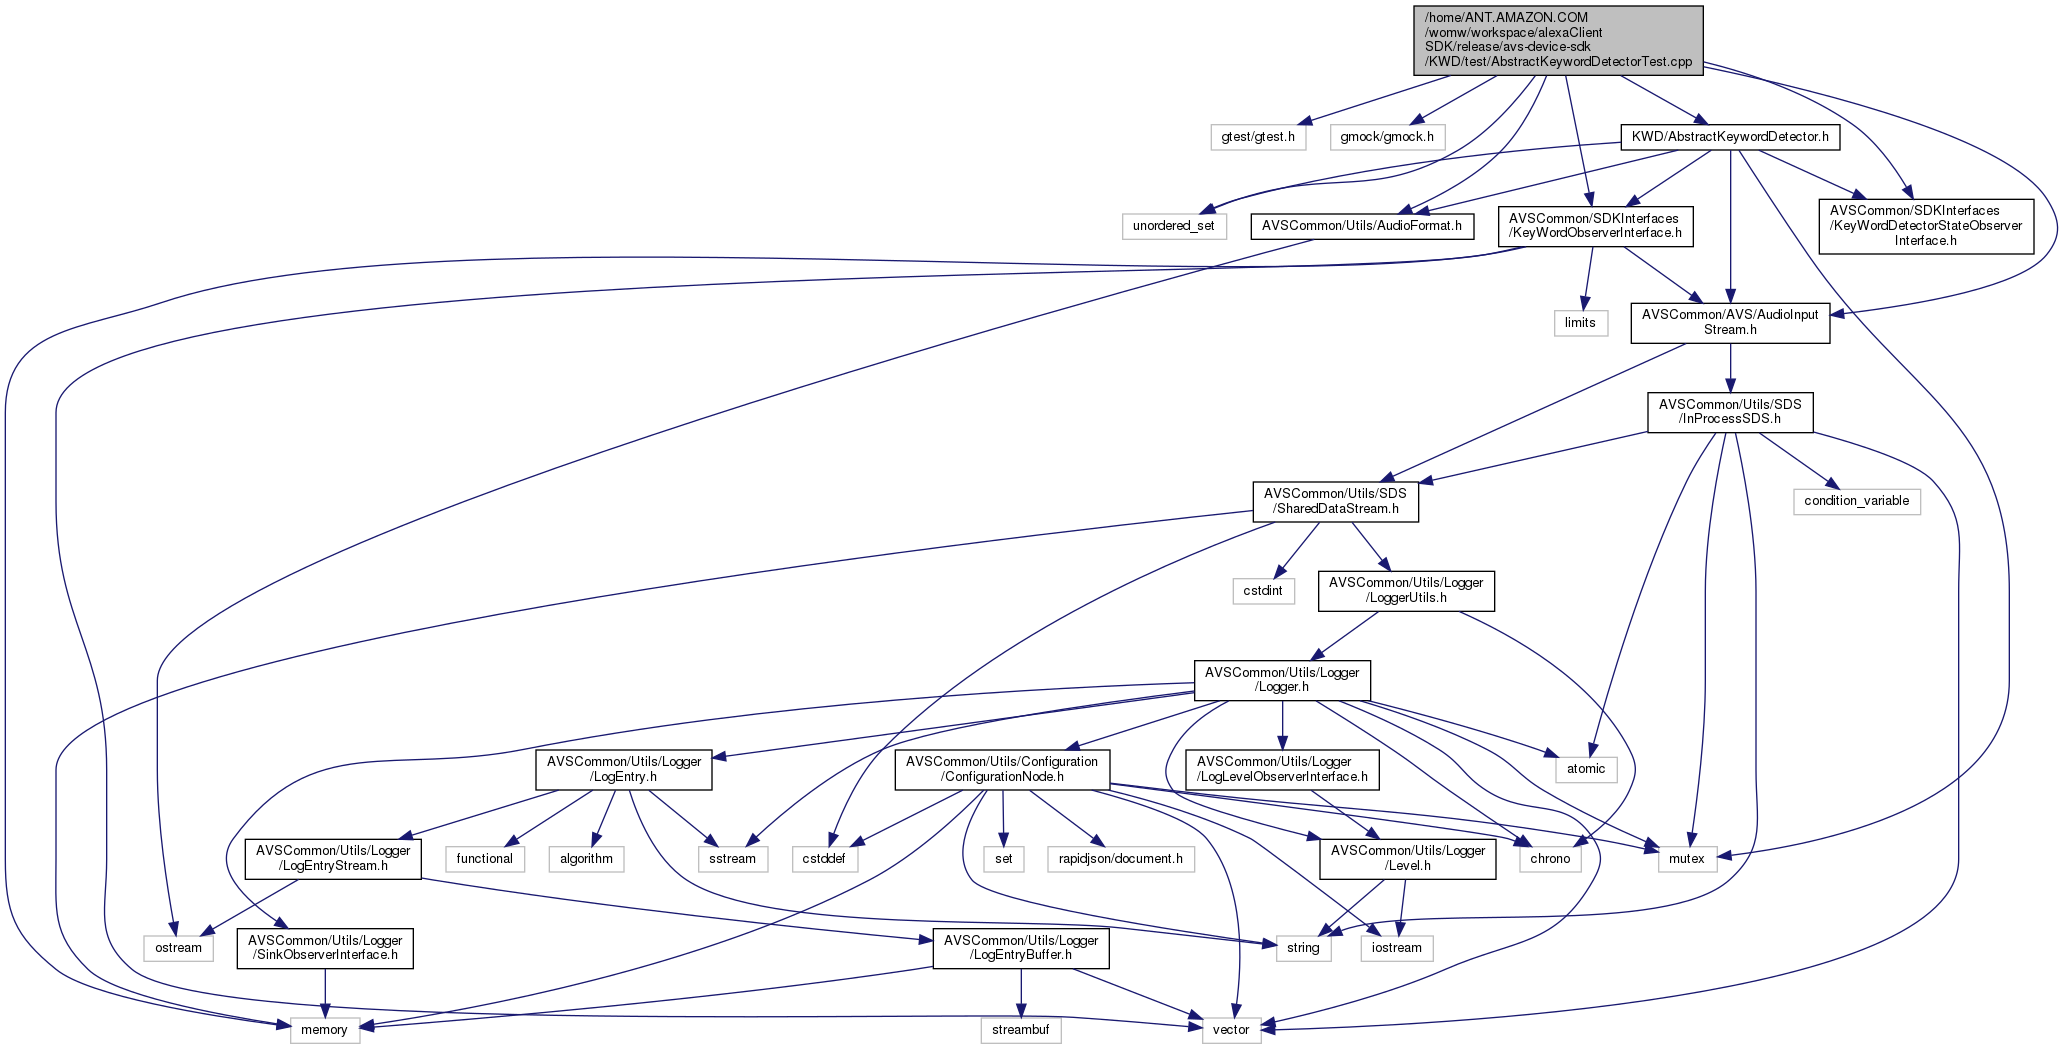 /home/ANT.AMAZON.COM
/womw/workspace/alexaClient
SDK/release/avs-device-sdk
/KWD/test/AbstractKeywordDetectorTest.cpp
gtest/gtest.h
gmock/gmock.h
KWD/AbstractKeywordDetector.h
unordered_set
AVSCommon/Utils/AudioFormat.h
AVSCommon/SDKInterfaces
/KeyWordObserverInterface.h
AVSCommon/SDKInterfaces
/KeyWordDetectorStateObserver
Interface.h
limits
AVSCommon/AVS/AudioInput
Stream.h
AVSCommon/Utils/SDS
/InProcessSDS.h
AVSCommon/Utils/SDS
/SharedDataStream.h
condition_variable
cstdint
AVSCommon/Utils/Logger
/LoggerUtils.h
AVSCommon/Utils/Logger
/Logger.h
AVSCommon/Utils/Logger
/LogEntry.h
AVSCommon/Utils/Configuration
/ConfigurationNode.h
AVSCommon/Utils/Logger
/LogLevelObserverInterface.h
atomic
AVSCommon/Utils/Logger
/LogEntryStream.h
functional
algorithm
sstream
cstddef
set
rapidjson/document.h
AVSCommon/Utils/Logger
/Level.h
chrono
mutex
ostream
AVSCommon/Utils/Logger
/SinkObserverInterface.h
AVSCommon/Utils/Logger
/LogEntryBuffer.h
string
iostream
memory
streambuf
vector